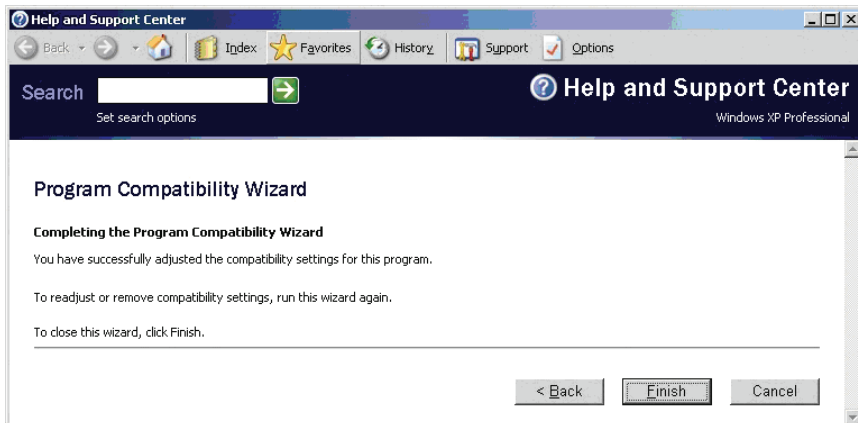 Help and Support Center
Back Index Favorites History Support Options
Search Help and Support Center
Set search options Windows XP Professional
Program Compatibility Wizard
Completing the Program Compatibility Wizard
You have successfully adjusted the compatibility settings for this program.
To readjust or remove compatibility settings, run this wizard again.
To close this wizard, click Finish.
< Back Finish Cancel